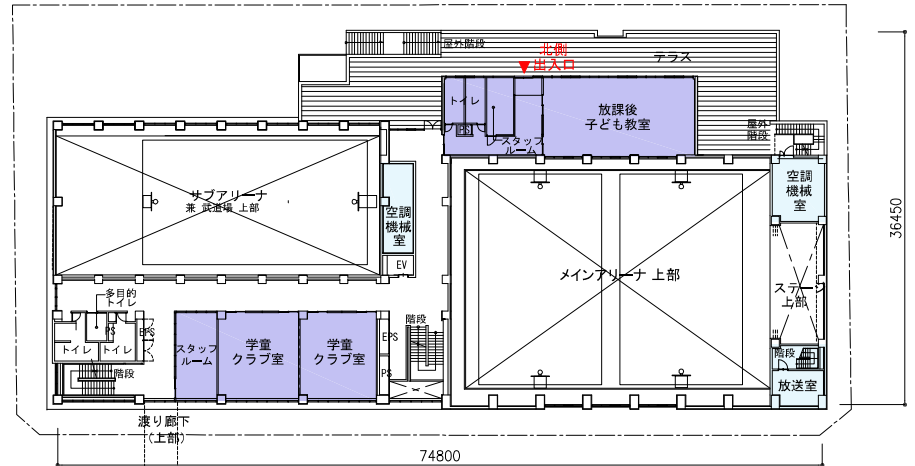 屋外階段
北側
出入口
テラス
トイレ
PS
スタッフ
ルーム
放課後
子ども教室
屋外
階段
サブアリーナ
兼 武道場 上部
空調
機械
室
EV
空調
機械
室
メインアリーナ 上部
ステージ
上部
多目的
トイレ
PS
EPS
トイレ
トイレ
階段
スタッフ
ルーム
学童
クラブ室
学童
クラブ室
EPS
PS
階段
階段
放送室
渡り廊下
(上部)
74800
36450